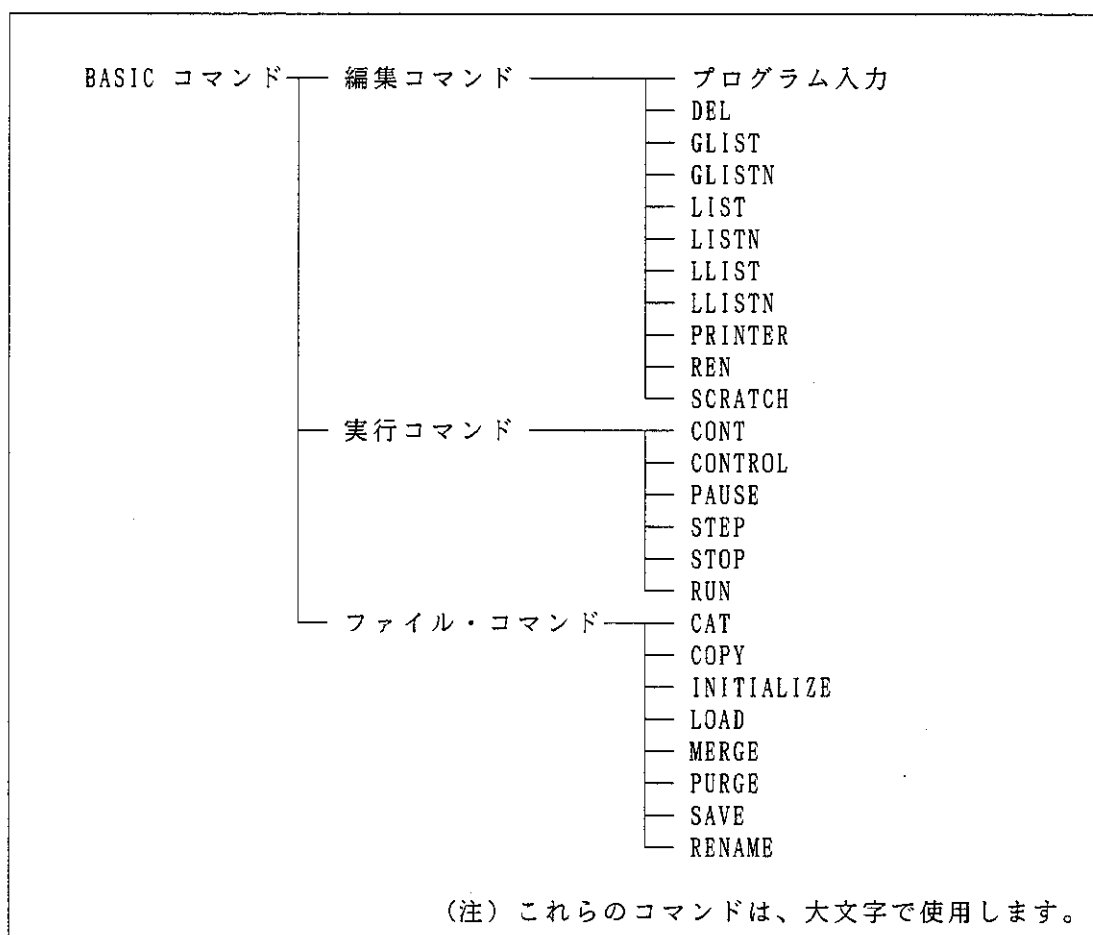 BASIC コマンド 編集コマンド プログラム入力
DEL
GLIST
GLISTN
LIST
LISTN
LLIST
LLISTN
PRINTER
REN
SCRATCH
実行コマンド CONT
CONTROL
PAUSE
STEP
STOP
RUN
ファイル・コマンド CAT
COPY
INITIALIZE
LOAD
MERGE
PURGE
SAVE
RENAME
(注) これらのコマンドは、大文字で使用します。